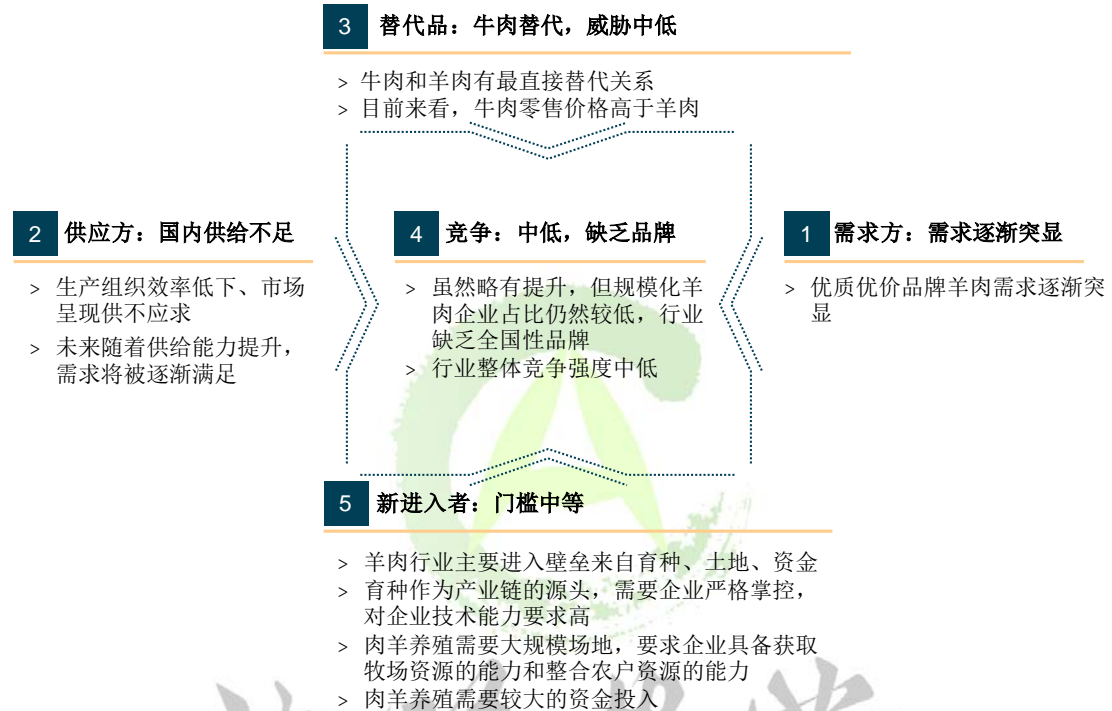 3 替代品：牛肉替代，威胁中低
> 牛肉和羊肉有最直接替代关系
> 目前来看，牛肉零售价格高于羊肉
2 供应方：国内供给不足
> 生产组织效率低下、市场
呈现供不应求
> 未来随着供给能力提升，
需求将被逐渐满足
4 竞争：中低，缺乏品牌
> 虽然略有提升，但规模化羊
肉企业占比仍然较低，行业
缺乏全国性品牌
> 行业整体竞争强度中低
1 需求方：需求逐渐突显
> 优质优价品牌羊肉需求逐渐突
显
5 新进入者：门槛中等
> 羊肉行业主要进入壁垒来自育种、土地、资金
> 育种作为产业链的源头，需要企业严格掌控，
对企业技术能力要求高
> 肉羊养殖需要大规模场地，要求企业具备获取
牧场资源的能力和整合农户资源的能力
> 肉羊养殖需要较大的资金投入